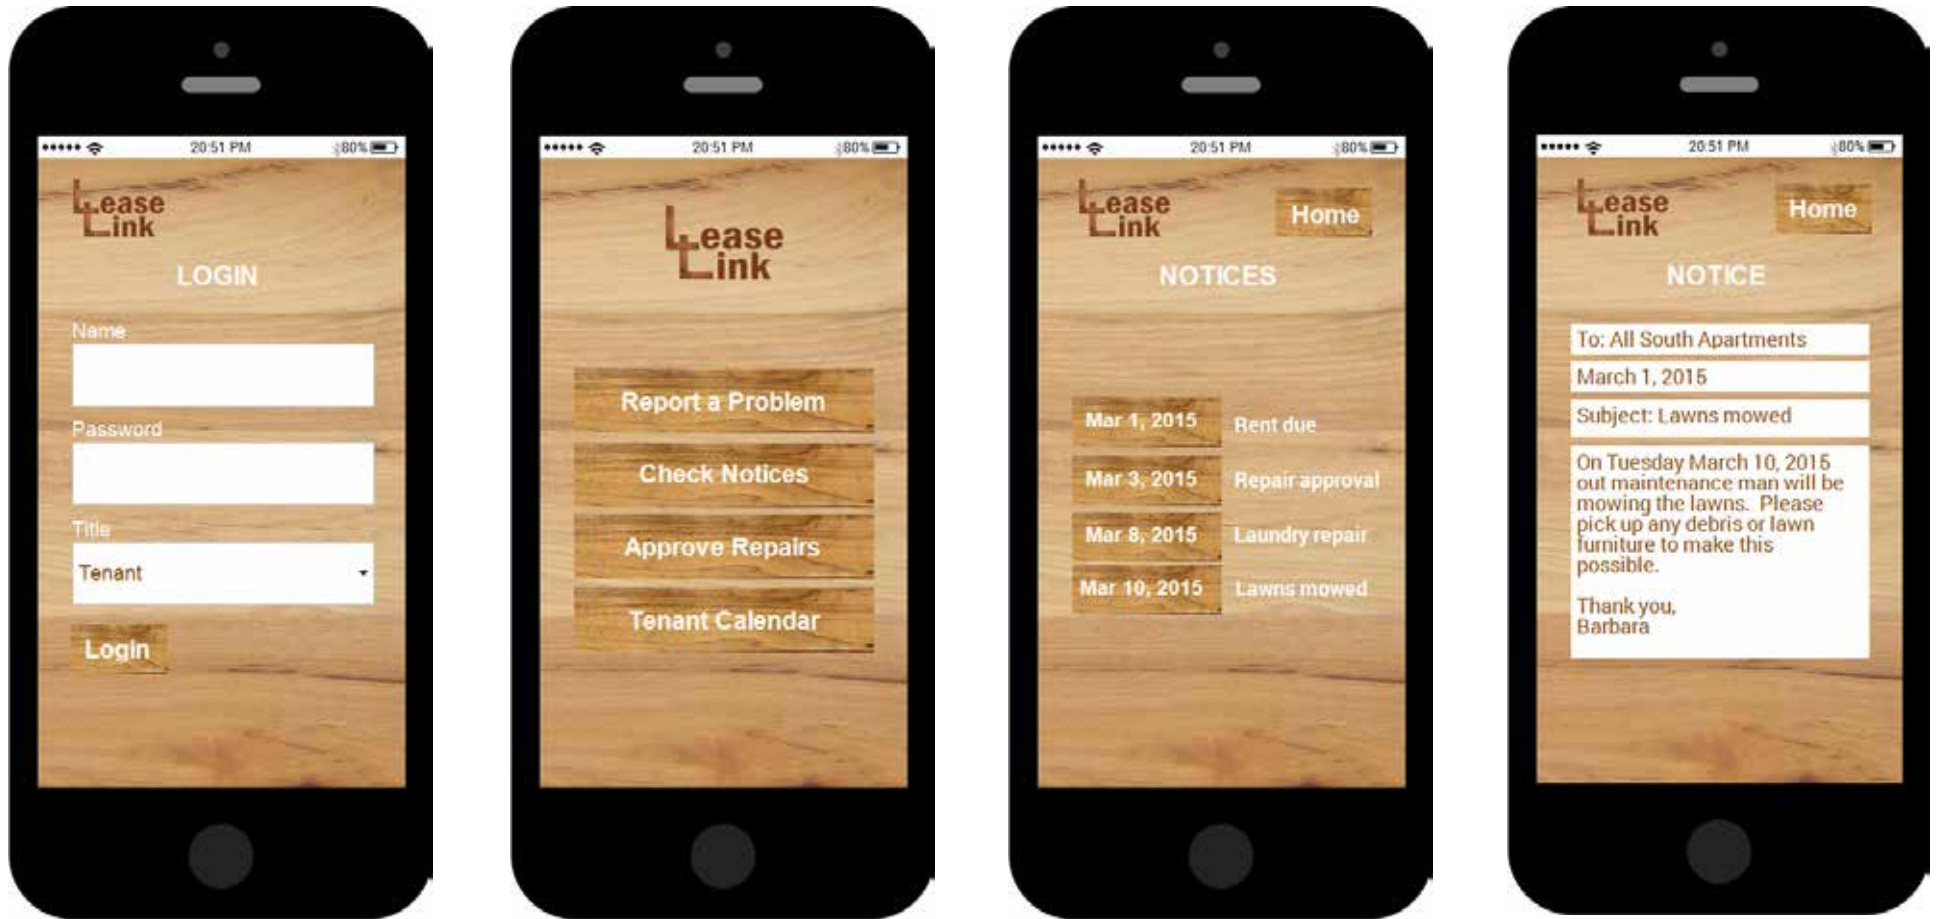 20:51 PM 80%
Lease
Link
LOGIN
Name
Password
Title
Tenant
Login
20:51 PM 80%
Lease
Link
Report a Problem
Check Notices
Approve Repairs
Tenant Calendar
20:51 PM 80%
Lease
Link
Home
NOTICES
Mar 1, 2015 Rent due
Mar 3, 2015 Repair approval
Mar 8, 2015 Laundry repair
Mar 10, 2015 Lawns mowed
20:51 PM 80%
Lease
Link
Home
NOTICE
To: All South Apartments
March 1, 2015
Subject: Lawns mowed
On Tuesday March 10, 2015
out maintenance man will be
mowing the lawns. Please
pick up any debris or lawn
furniture to make this
possible.
Thank you,
Barbara